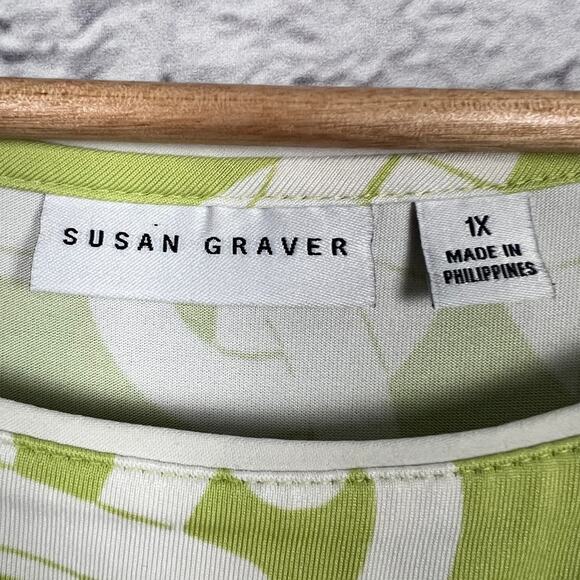 SUSAN GRAVER
1X
MADE IN
PHILIPPINES